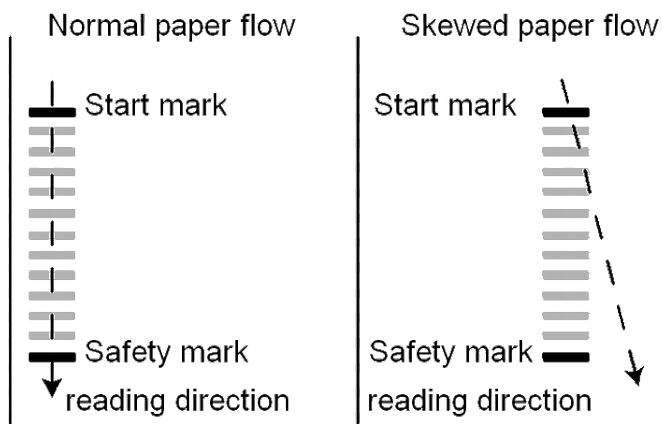 Normal paper flow
Start mark
Safety mark
reading direction
Skewed paper flow
Start mark
Safety mark
reading direction